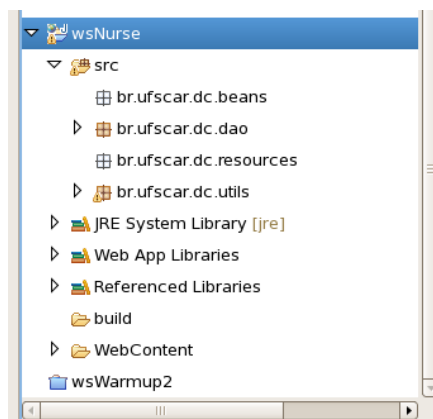 wsNurse
src
br.ufscar.dc.beans
br.ufscar.dc.dao
br.ufscar.dc.resources
br.ufscar.dc.utils
JRE System Library [jre]
Web App Libraries
Referenced Libraries
build
WebContent
wsWarmup2